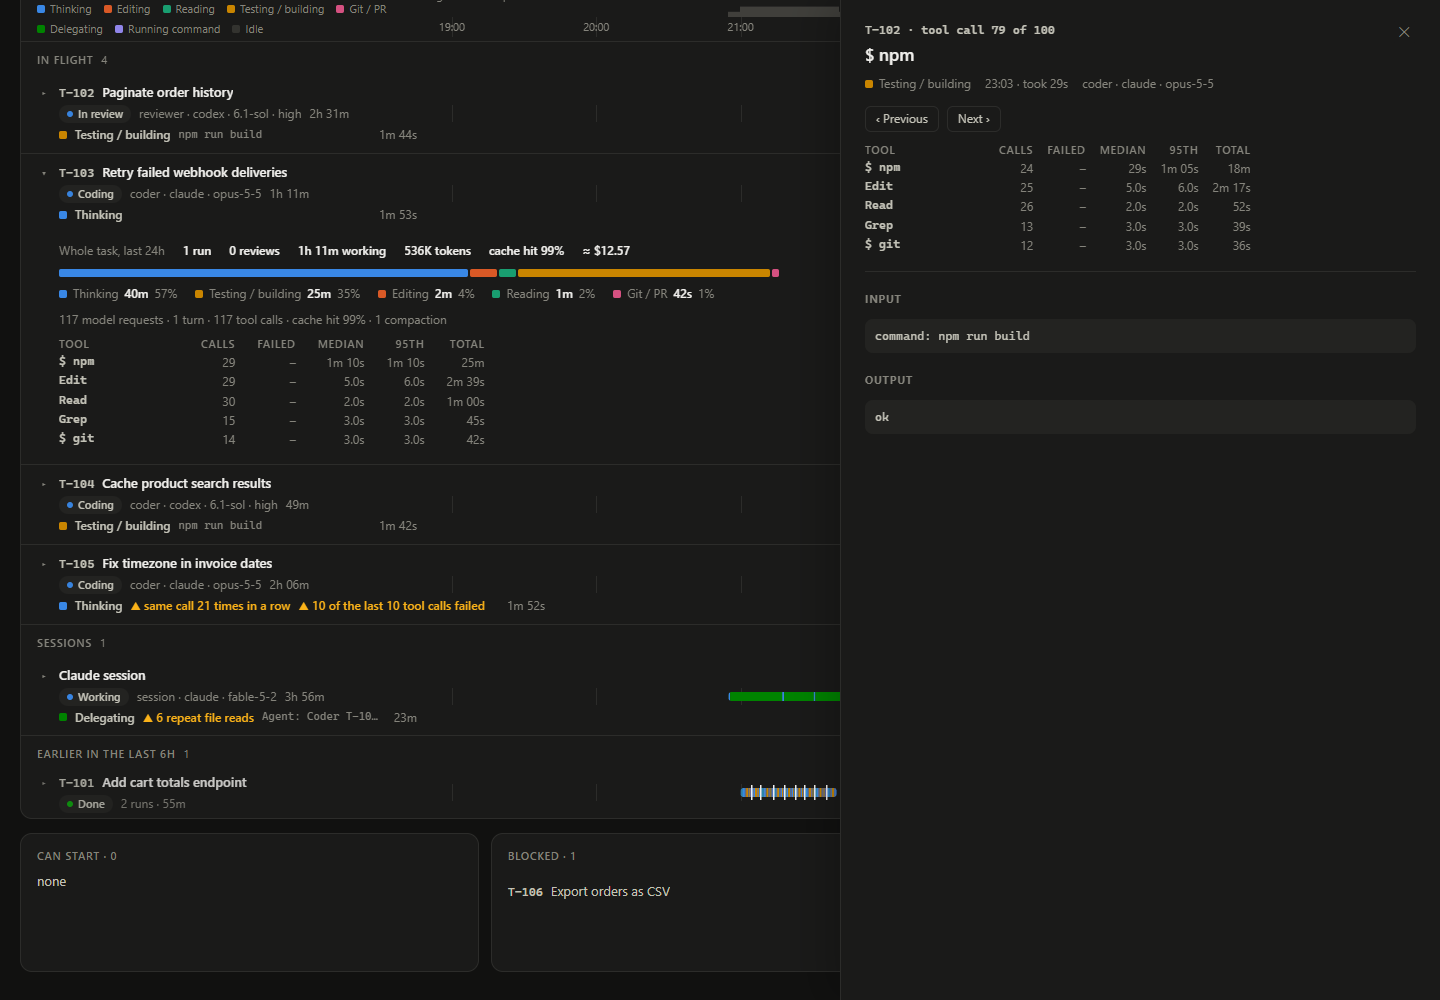 Thinking Editing Reading Testing / building Git / PR
Delegating Running command Idle
19:00 20:00 21:00
IN FLIGHT 4
T-102 Paginate order history
In review reviewer · codex · 6.1-sol · high 2h 31m
Testing / building npm run build 1m 44s
T-103 Retry failed webhook deliveries
Coding coder · claude · opus-5-5 1h 11m
Thinking 1m 53s
Whole task, last 24h 1 run 0 reviews 1h 11m working 536K tokens cache hit 99% ≈ $12.57
Thinking 40m 57% Testing / building 25m 35% Editing 2m 4% Reading 1m 2% Git / PR 42s 1%
117 model requests · 1 turn · 117 tool calls · cache hit 99% · 1 compaction
TOOL CALLS FAILED MEDIAN 95TH TOTAL
$ npm 29 – 1m 10s 1m 10s 25m
Edit 29 – 5.0s 6.0s 2m 39s
Read 30 – 2.0s 2.0s 1m 00s
Grep 15 – 3.0s 3.0s 45s
$ git 14 – 3.0s 3.0s 42s
T-104 Cache product search results
Coding coder · codex · 6.1-sol · high 49m
Testing / building npm run build 1m 42s
T-105 Fix timezone in invoice dates
Coding coder · claude · opus-5-5 2h 06m
Thinking ▲ same call 21 times in a row ▲ 10 of the last 10 tool calls failed 1m 52s
SESSIONS 1
Claude session
Working session · claude · fable-5-2 3h 56m
Delegating ▲ 6 repeat file reads Agent: Coder T-10… 23m
EARLIER IN THE LAST 6H 1
T-101 Add cart totals endpoint
Done 2 runs · 55m
CAN START · 0
none
BLOCKED · 1
T-106 Export orders as CSV
T-102 · tool call 79 of 100
$ npm
Testing / building 23:03 · took 29s coder · claude · opus-5-5
‹ Previous Next ›
TOOL CALLS FAILED MEDIAN 95TH TOTAL
$ npm 24 – 29s 1m 05s 18m
Edit 25 – 5.0s 6.0s 2m 17s
Read 26 – 2.0s 2.0s 52s
Grep 13 – 3.0s 3.0s 39s
$ git 12 – 3.0s 3.0s 36s
INPUT
command: npm run build
OUTPUT
ok